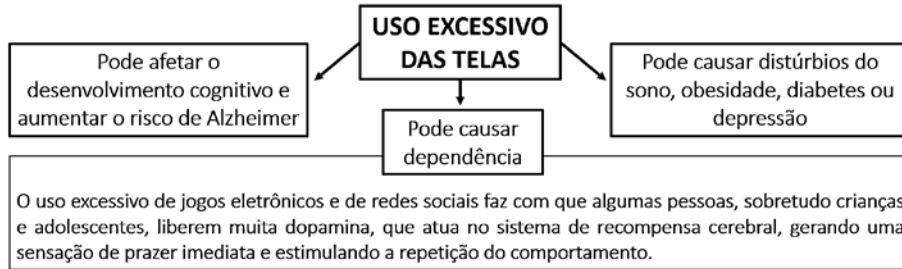 USO EXCESSIVO
DAS TELAS
Pode afetar o
desenvolvimento cognitivo e
aumentar o risco de Alzheimer
Pode causar
dependência
Pode causar distúrbios do
sono, obesidade, diabetes ou
depressão
O uso excessivo de jogos eletrônicos e de redes sociais faz com que algumas pessoas, sobretudo crianças
e adolescentes, liberem muita dopamina, que atua no sistema de recompensa cerebral, gerando uma
sensação de prazer imediata e estimulando a repetição do comportamento.